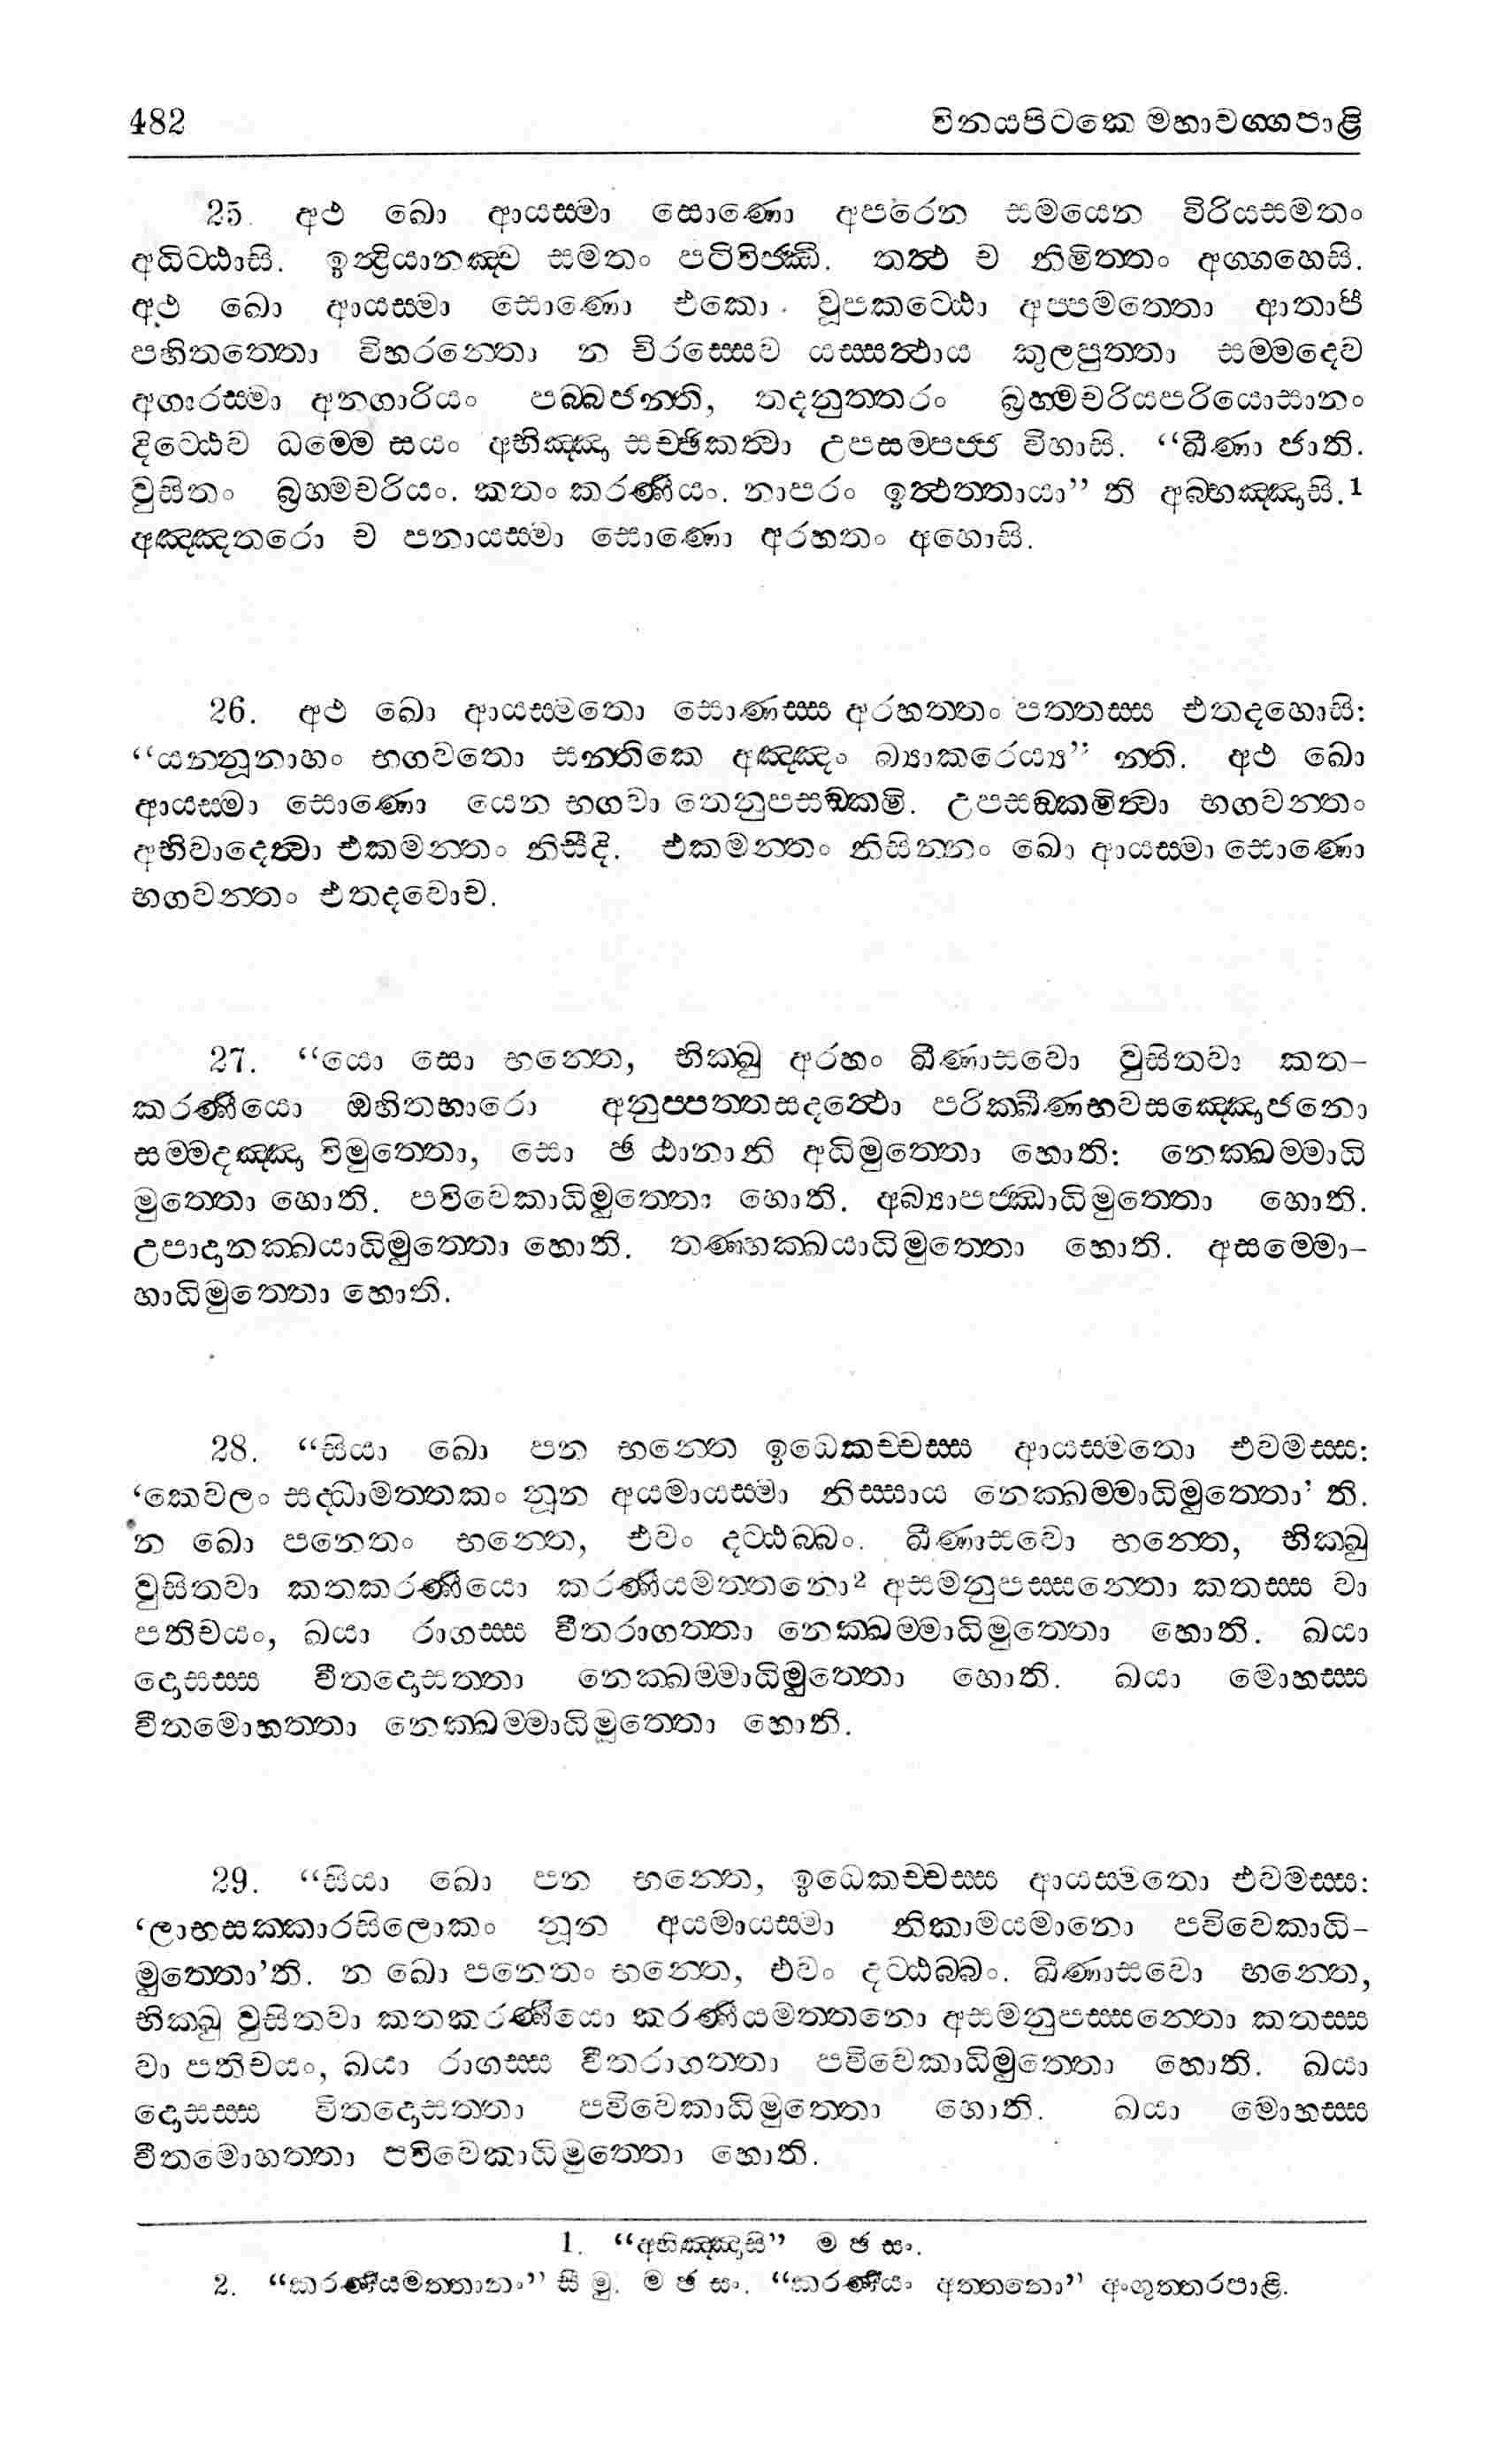 482 විනයපිටකෙ මහාවග්ගපාළි
25. අථ ඛො ආයස්මා සොණො අපරෙන සමයෙන විරියසමතං
අධිට්ඨාසි. ඉන්ද්‍රියානඤ්ච සමතං පටිවිජ්ඣි. තත්ථ ච නිමිත්තං අග්ගහෙසි.
අථ ඛො ආයස්මා සොණො එකො වූපකට්ඨො අප්පමත්තො ආතාපී
පහිතත්තො විහරන්තො න චිරස්සෙව යස්සත්ථාය කුලපුත්තා සම්මදෙව
අගාරස්මා අනගාරියං පබ්බජන්ති, තදනුත්තරං බ්‍රහ්මචරියපරියොසානං
දිට්ඨෙව ධම්මෙ සයං අභිඤ්ඤා සච්ඡිකත්වා උපසම්පජ්ජ විහාසි. “ඛීණා ජාති.
වුසිතං බ්‍රහ්මචරියං. කතං කරණීයං. නාපරං ඉත්ථත්තායා” ති අබ්භඤ්ඤාසි.1
අඤ්ඤතරො ච පනායස්මා සොණො අරහතං අහොසි.
26. අථ ඛො ආයස්මතො සොණස්ස අරහත්තං පත්තස්ස එතදහොසි:
“යන්නූනාහං භගවතො සන්තිකෙ අඤ්ඤං බ්‍යාකරෙය්‍ය” න්ති. අථ ඛො
ආයස්මා සොණො යෙන භගවා තෙනුපසඞ්කමි. උපසඞ්කමිත්වා භගවන්තං
අභිවාදෙත්වා එකමන්තං නිසීදි. එකමන්තං නිසින්නං ඛො ආයස්මා සොණො
භගවන්තං එතදවොච.
27. “යො සො භන්තෙ, භික්ඛු අරහං ඛීණාසවො වුසිතවා කත-
කරණීයො ඔහිතභාරො අනුප්පත්තසදත්ථො පරික්ඛීණභවසඤ්ඤොජනො
සම්මදඤ්ඤා විමුත්තො, සො ඡ ඨානානි අධිමුත්තො හොති: නෙක්ඛම්මාධි
මුත්තො හොති. පවිවෙකාධිමුත්තො හොති. අබ්‍යාපජ්ඣාධිමුත්තො හොති.
උපාදානක්ඛයාධිමුත්තො හොති. තණ්හක්ඛයාධිමුත්තො හොති. අසම්මො-
හාධිමුත්තො හොති.
28. “සියා ඛො පන භන්තෙ ඉධෙකච්චස්ස ආයස්මතො එවමස්ස:
‘කෙවලං සද්ධාමත්තකං නූන අයමායස්මා නිස්සාය නෙක්ඛම්මාධිමුත්තො’ ති.
න ඛො පනෙතං භන්තෙ, එවං දට්ඨබ්බං. ඛීණාසවො භන්තෙ, භික්ඛු
වුසිතවා කතකරණීයො කරණීයමත්තනො2 අසමනුපස්සන්තො කතස්ස වා
පතිචයං, ඛයා රාගස්ස වීතරාගත්තා නෙක්ඛම්මාධිමුත්තො හොති. ඛයා
දොසස්ස වීතදොසත්තා නෙක්ඛම්මාධිමුත්තො හොති. ඛයා මොහස්ස
වීතමොහත්තා නෙක්ඛම්මාධිමුත්තො හොති.
29. “සියා ඛො පන භන්තෙ, ඉධෙකච්චස්ස ආයස්මතො එවමස්ස:
‘ලාභසක්කාරසිලොකං නූන අයමායස්මා නිකාමයමානො පවිවෙකාධි-
මුත්තො’ති. න ඛො පනෙතං භන්තෙ, එවං දට්ඨබ්බං. ඛීණාසවො භන්තෙ,
භික්ඛු වුසිතවා කතකරණීයො කරණීයමත්තනො අසමනුපස්සන්තො කතස්ස
වා පතිචයං, ඛයා රාගස්ස වීතරාගත්තා පවිවෙකාධිමුත්තො හොති. ඛයා
දොසස්ස වීතදොසත්තා පවිවෙකාධිමුත්තො හොති. ඛයා මොහස්ස
වීතමොහත්තා පවිවෙකාධිමුත්තො හොති.
1. “අභිඤ්ඤාසි” ම ඡ සං.
2. “කරණීයමත්තානං” සී මු. ම ඡ සං. “කරණීයං අත්තනො” අංගුත්තරපාළි.